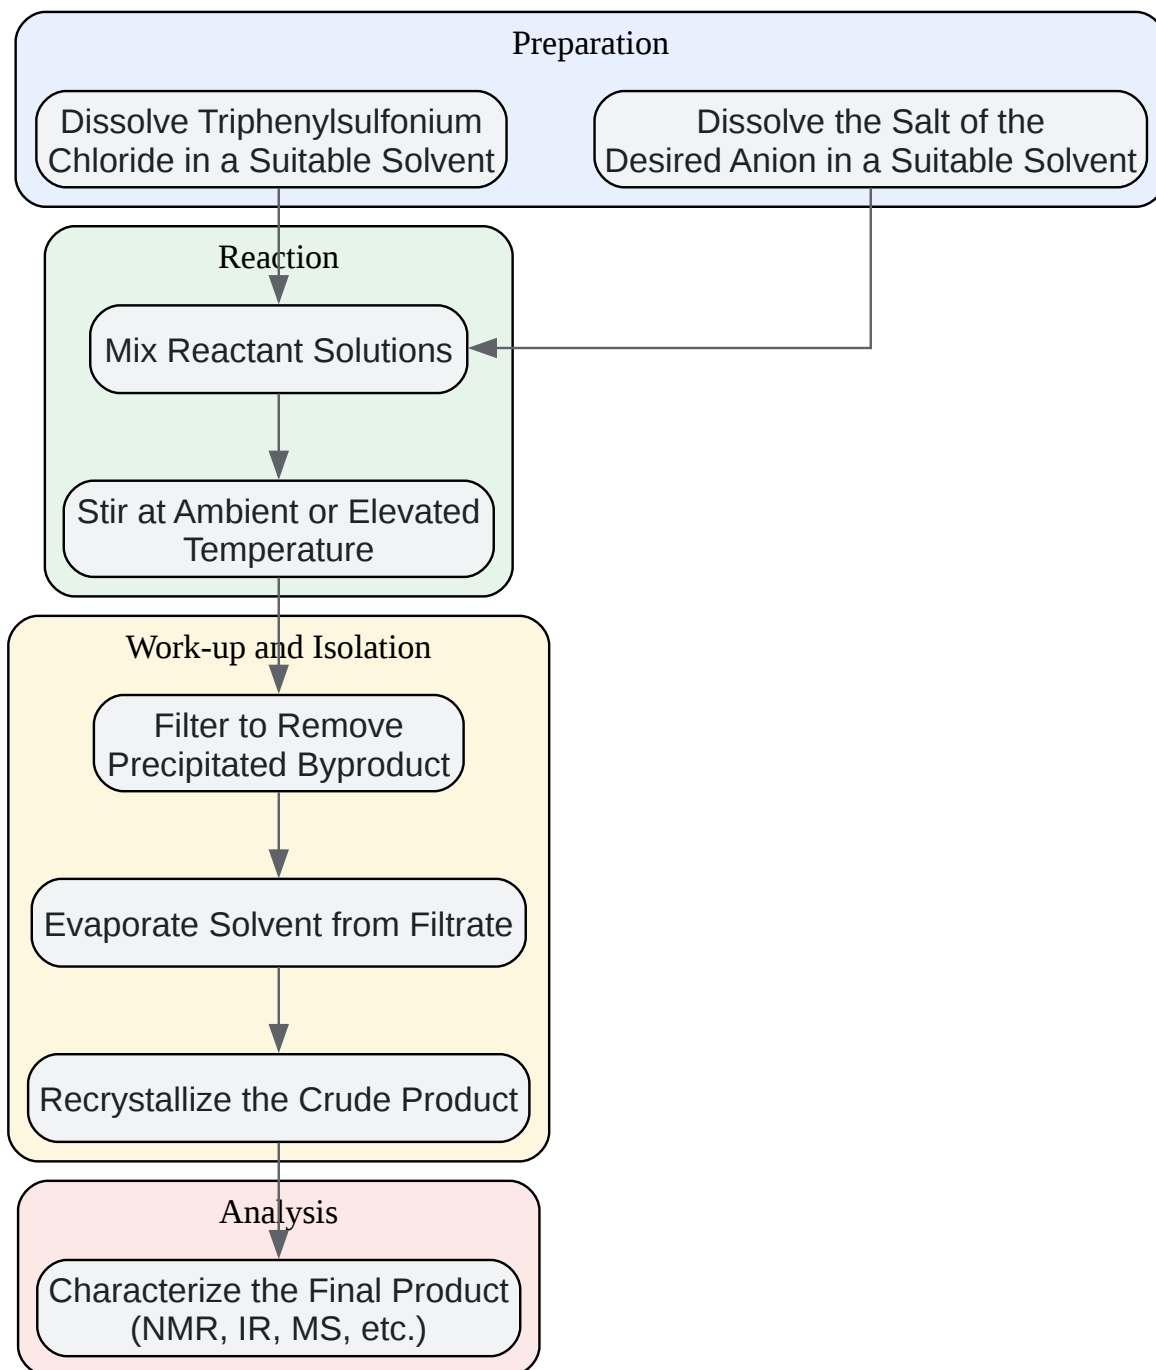 Preparation
Dissolve Triphenylsulfonium
Chloride in a Suitable Solvent
Dissolve the Salt of the
Desired Anion in a Suitable Solvent
Reaction
Mix Reactant Solutions
Stir at Ambient or Elevated
Temperature
Work-up and Isolation
Filter to Remove
Precipitated Byproduct
Evaporate Solvent from Filtrate
Recrystallize the Crude Product
Analysis
Characterize the Final Product
(NMR, IR, MS, etc.)